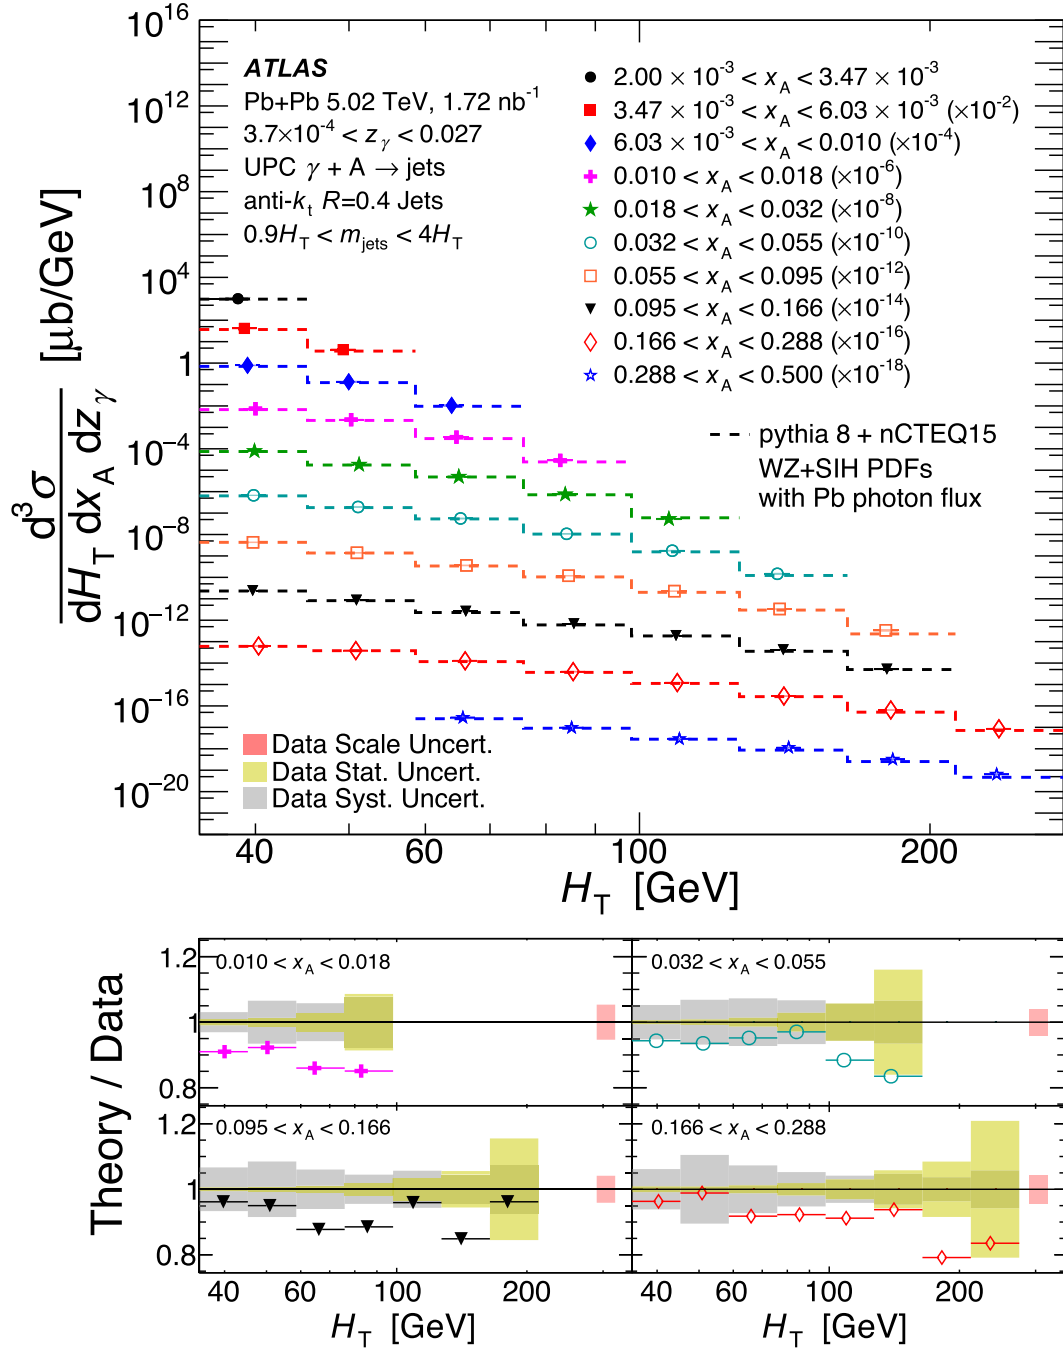 10^16
10^12
10^8
10^4
1
10^−4
10^−8
10^−12
10^−16
10^−20
d^3σ / dH_T dx_A dz_γ [μb/GeV]
ATLAS
Pb+Pb 5.02 TeV, 1.72 nb^-1
3.7×10^-4 < z_γ < 0.027
UPC γ + A → jets
anti-k_t R=0.4 Jets
0.9H_T < m_jets < 4H_T
2.00 × 10^-3 < x_A < 3.47 × 10^-3
3.47 × 10^-3 < x_A < 6.03 × 10^-3 (×10^-2)
6.03 × 10^-3 < x_A < 0.010 (×10^-4)
0.010 < x_A < 0.018 (×10^-6)
0.018 < x_A < 0.032 (×10^-8)
0.032 < x_A < 0.055 (×10^-10)
0.055 < x_A < 0.095 (×10^-12)
0.095 < x_A < 0.166 (×10^-14)
0.166 < x_A < 0.288 (×10^-16)
0.288 < x_A < 0.500 (×10^-18)
pythia 8 + nCTEQ15
WZ+SIH PDFs
with Pb photon flux
Data Scale Uncert.
Data Stat. Uncert.
Data Syst. Uncert.
40 60 100 200
H_T [GeV]
Theory / Data
1.2
1
0.8
0.010 < x_A < 0.018
0.032 < x_A < 0.055
1.2
1
0.8
0.095 < x_A < 0.166
0.166 < x_A < 0.288
40 60 100 200
40 60 100 200
H_T [GeV]
H_T [GeV]